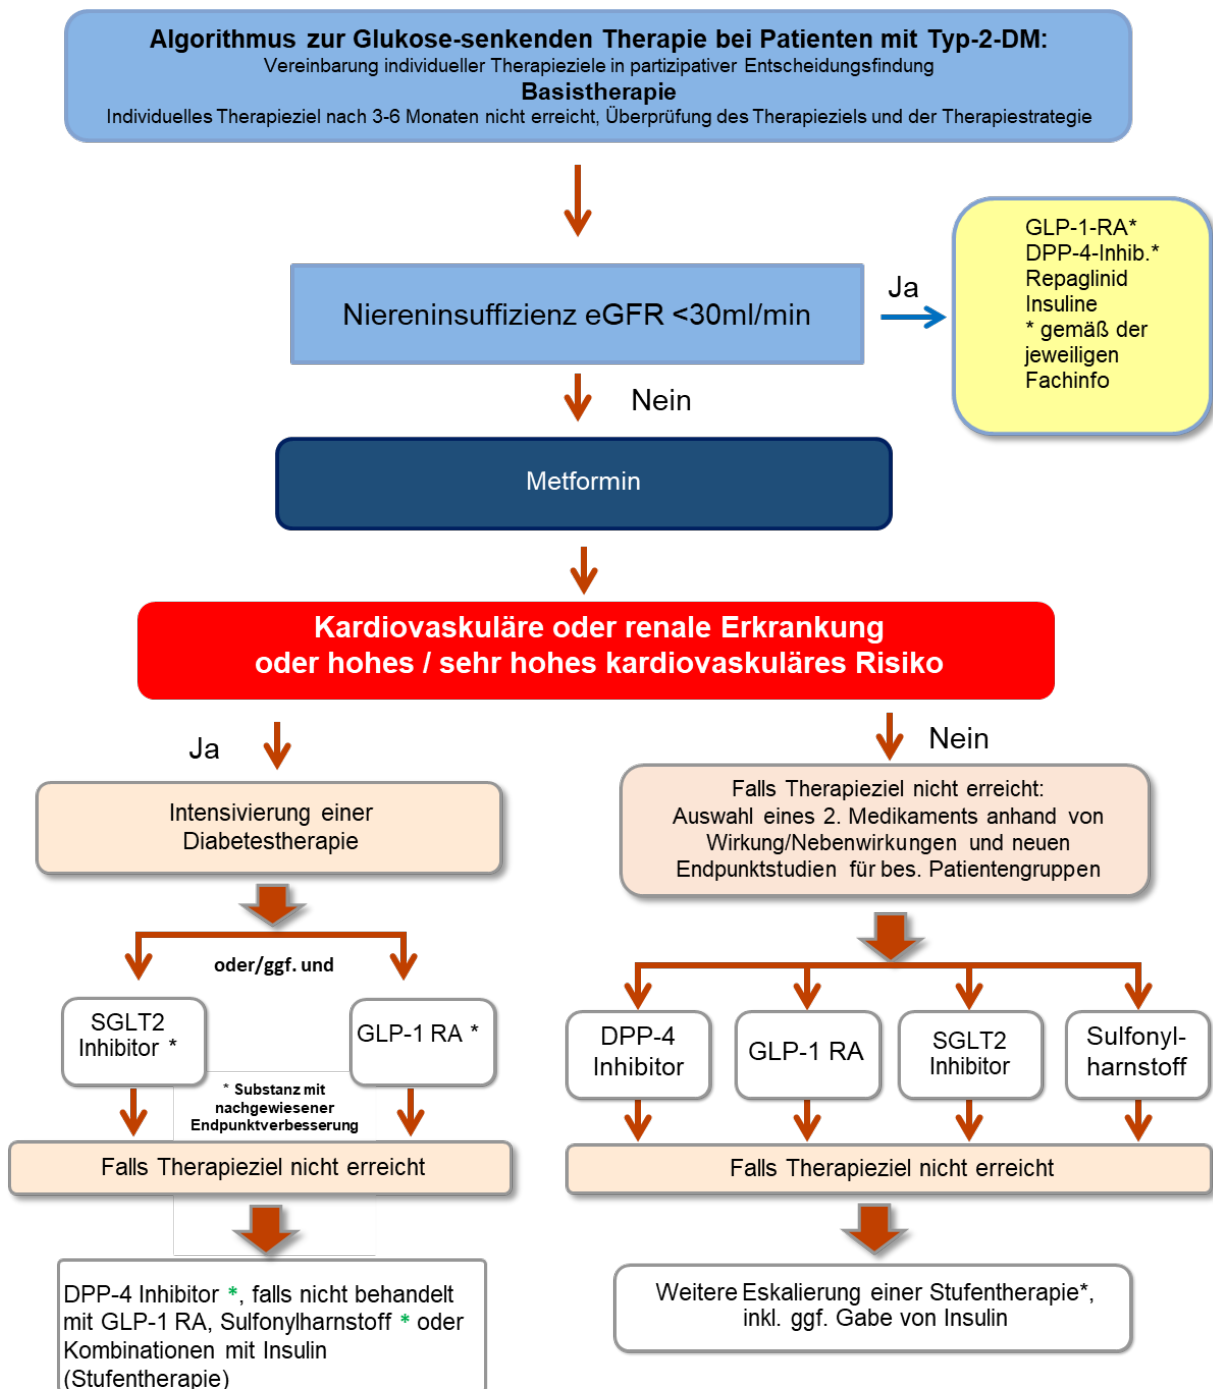 Algorithmus zur Glukose-senkenden Therapie bei Patienten mit Typ-2-DM:
Vereinbarung individueller Therapieziele in partizipativer Entscheidungsfindung
Basistherapie
Individuelles Therapieziel nach 3-6 Monaten nicht erreicht, Überprüfung des Therapieziels und der Therapiestrategie
Niereninsuffizienz eGFR <30ml/min
Ja
GLP-1-RA*
DPP-4-Inhib.*
Repaglinid
Insuline
* gemäß der
jeweiligen
Fachinfo
Nein
Metformin
Kardiovaskuläre oder renale Erkrankung
oder hohes / sehr hohes kardiovaskuläres Risiko
Ja
Intensivierung einer
Diabetestherapie
oder/ggf. und
SGLT2
Inhibitor *
GLP-1 RA *
* Substanz mit
nachgewiesener
Endpunktverbesserung
Falls Therapieziel nicht erreicht
DPP-4 Inhibitor *, falls nicht behandelt
mit GLP-1 RA, Sulfonylharnstoff * oder
Kombinationen mit Insulin
(Stufentherapie)
Nein
Falls Therapieziel nicht erreicht:
Auswahl eines 2. Medikaments anhand von
Wirkung/Nebenwirkungen und neuen
Endpunktstudien für bes. Patientengruppen
DPP-4
Inhibitor
GLP-1 RA
SGLT2
Inhibitor
Sulfonyl-
harnstoff
Falls Therapieziel nicht erreicht
Weitere Eskalierung einer Stufentherapie*,
inkl. ggf. Gabe von Insulin